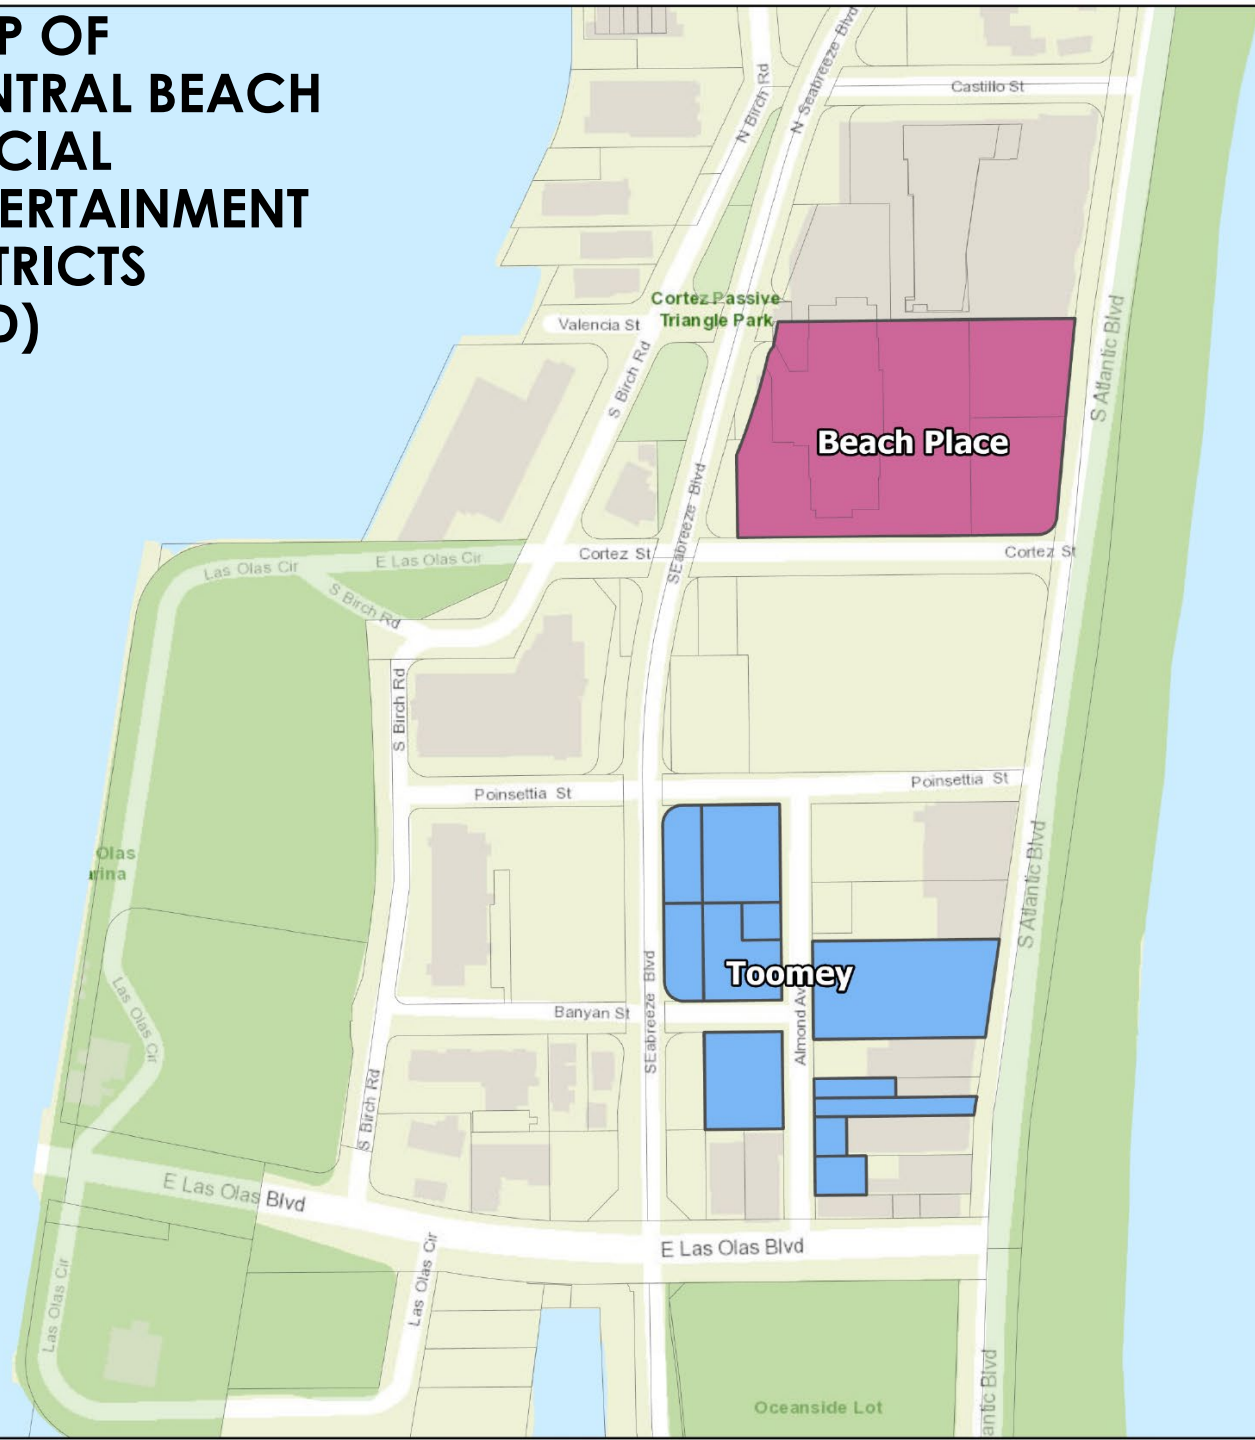 P OF
NTRAL BEACH
CIAL
ERTAINMENT
TRICTS
D)
Castillo St
N Birch Rd
N Seabreeze Blvd
Cortez Passive
Triangle Park
Valencia St
S Birch Rd
S Atlantic Blvd
Beach Place
SEabreeze Blvd
Las Olas Cir
E Las Olas Cir
Cortez St
Cortez St
S Birch Rd
S Birch Rd
Poinsettia St
Poinsettia St
Olas
arina
S Atlantic Blvd
Toomey
SEabreeze Blvd
Almond Av
Las Olas Cir
Banyan St
S Birch Rd
E Las Olas Blvd
E Las Olas Blvd
Las Olas Cir
Las Olas Cir
antic Blvd
Oceanside Lot